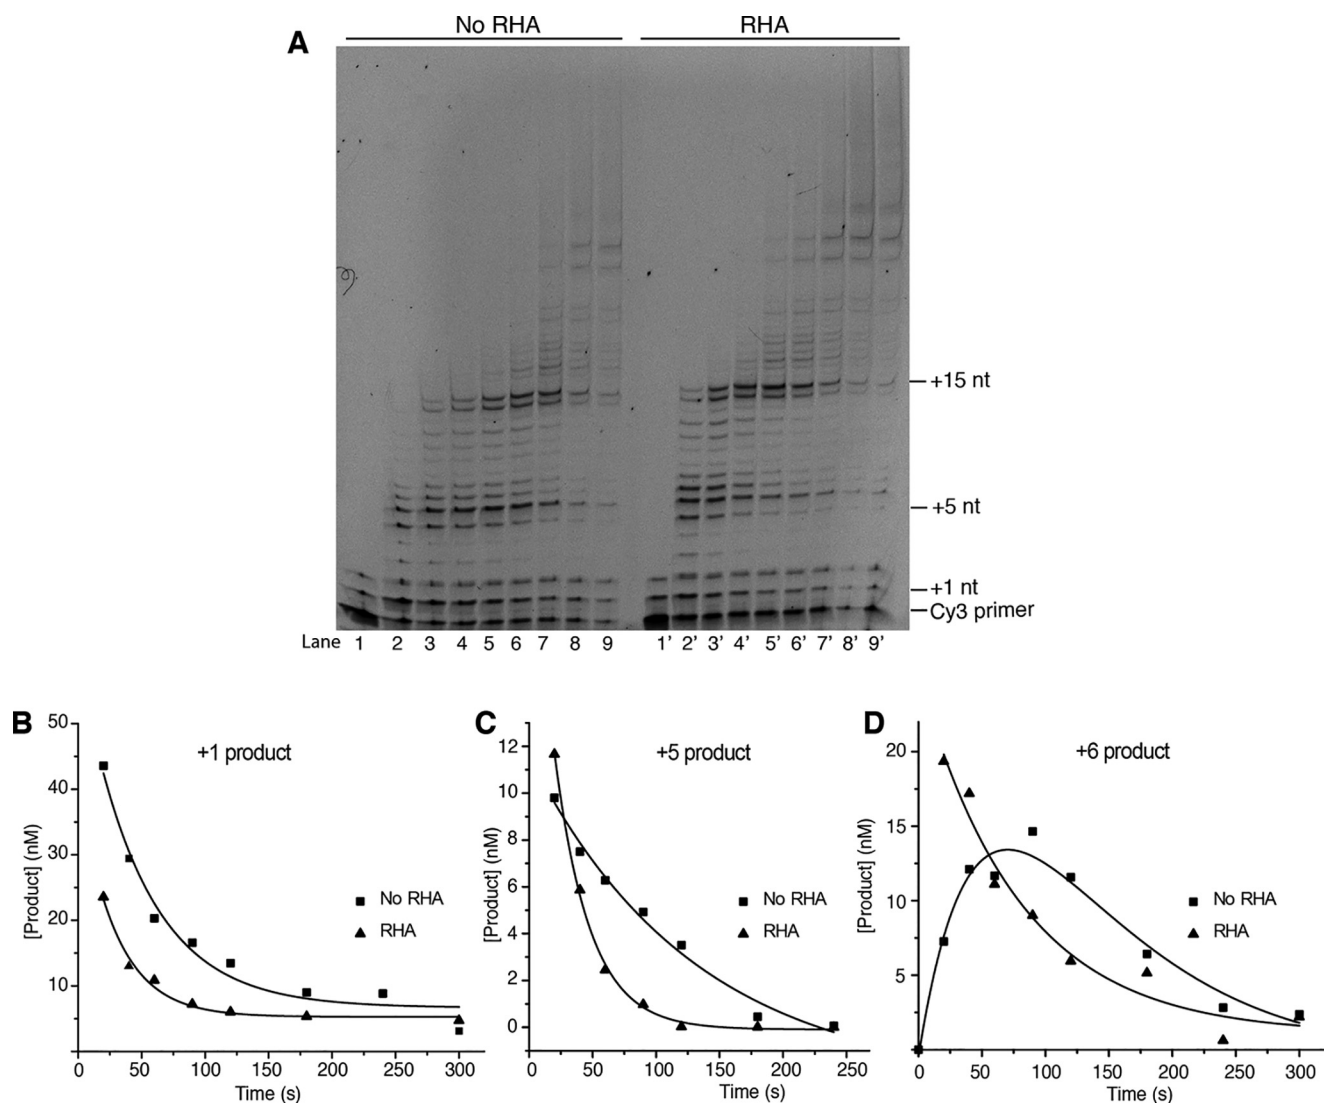 No RHA RHA
A
+15 nt
+5 nt
+1 nt
Cy3 primer
Lane 1 2 3 4 5 6 7 8 9 1' 2' 3' 4' 5' 6' 7' 8' 9'
B
+1 product
50
40
30
20
10
[Product] (nM)
No RHA
RHA
0 50 100 150 200 250 300
Time (s)
C
+5 product
12
10
8
6
4
2
0
[Product] (nM)
No RHA
RHA
0 50 100 150 200 250
Time (s)
D
+6 product
20
15
10
5
[Product] (nM)
No RHA
RHA
0 50 100 150 200 250 300
Time (s)